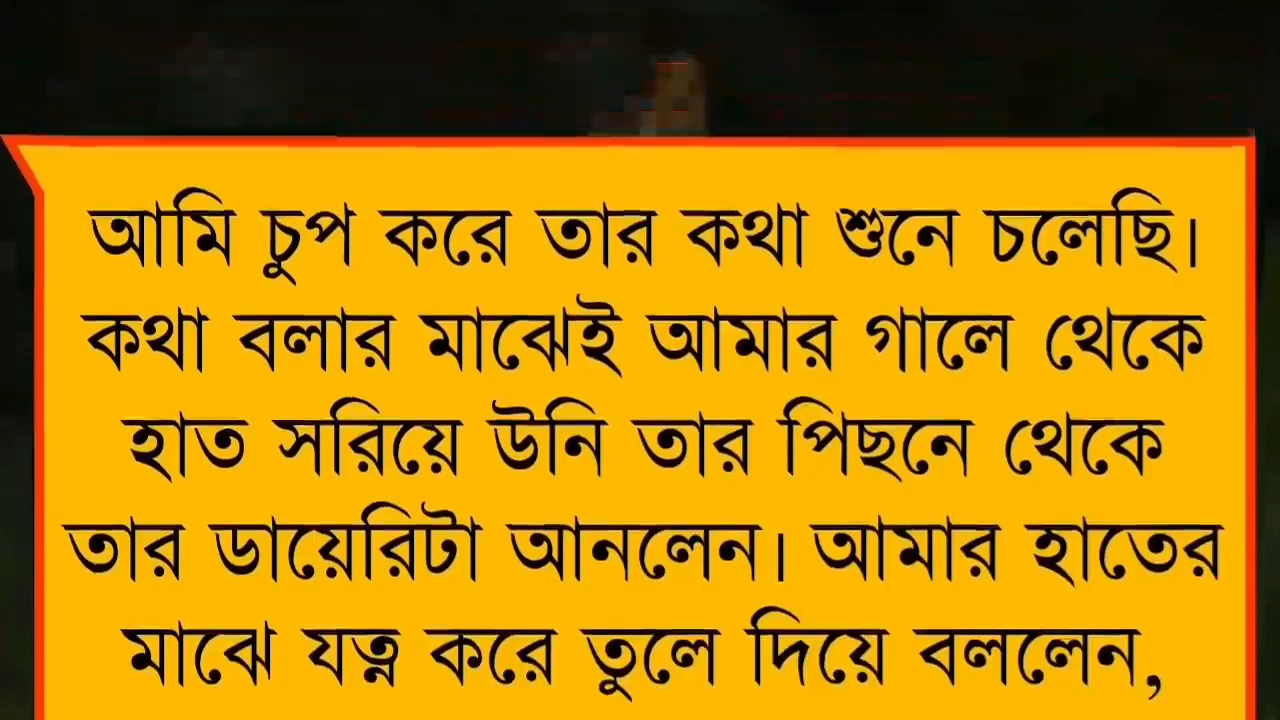 আমি চুপ করে তার কথা শুনে চলেছি।
কথা বলার মাঝেই আমার গালে থেকে
হাত সরিয়ে উনি তার পিছনে থেকে
তার ডায়েরিটা আনলেন। আমার হাতের
মাঝে যত্ন করে তুলে দিয়ে বললেন,